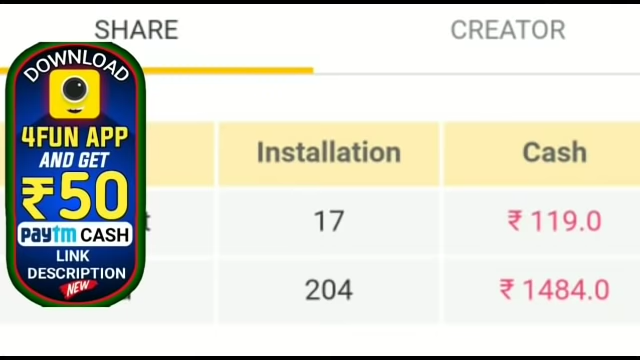 SHARE CREATOR
DOWNLOAD
4FUN APP
AND GET
₹50
paytm CASH
LINK
DESCRIPTION
NEW
Installation Cash
17 ₹ 119.0
204 ₹ 1484.0